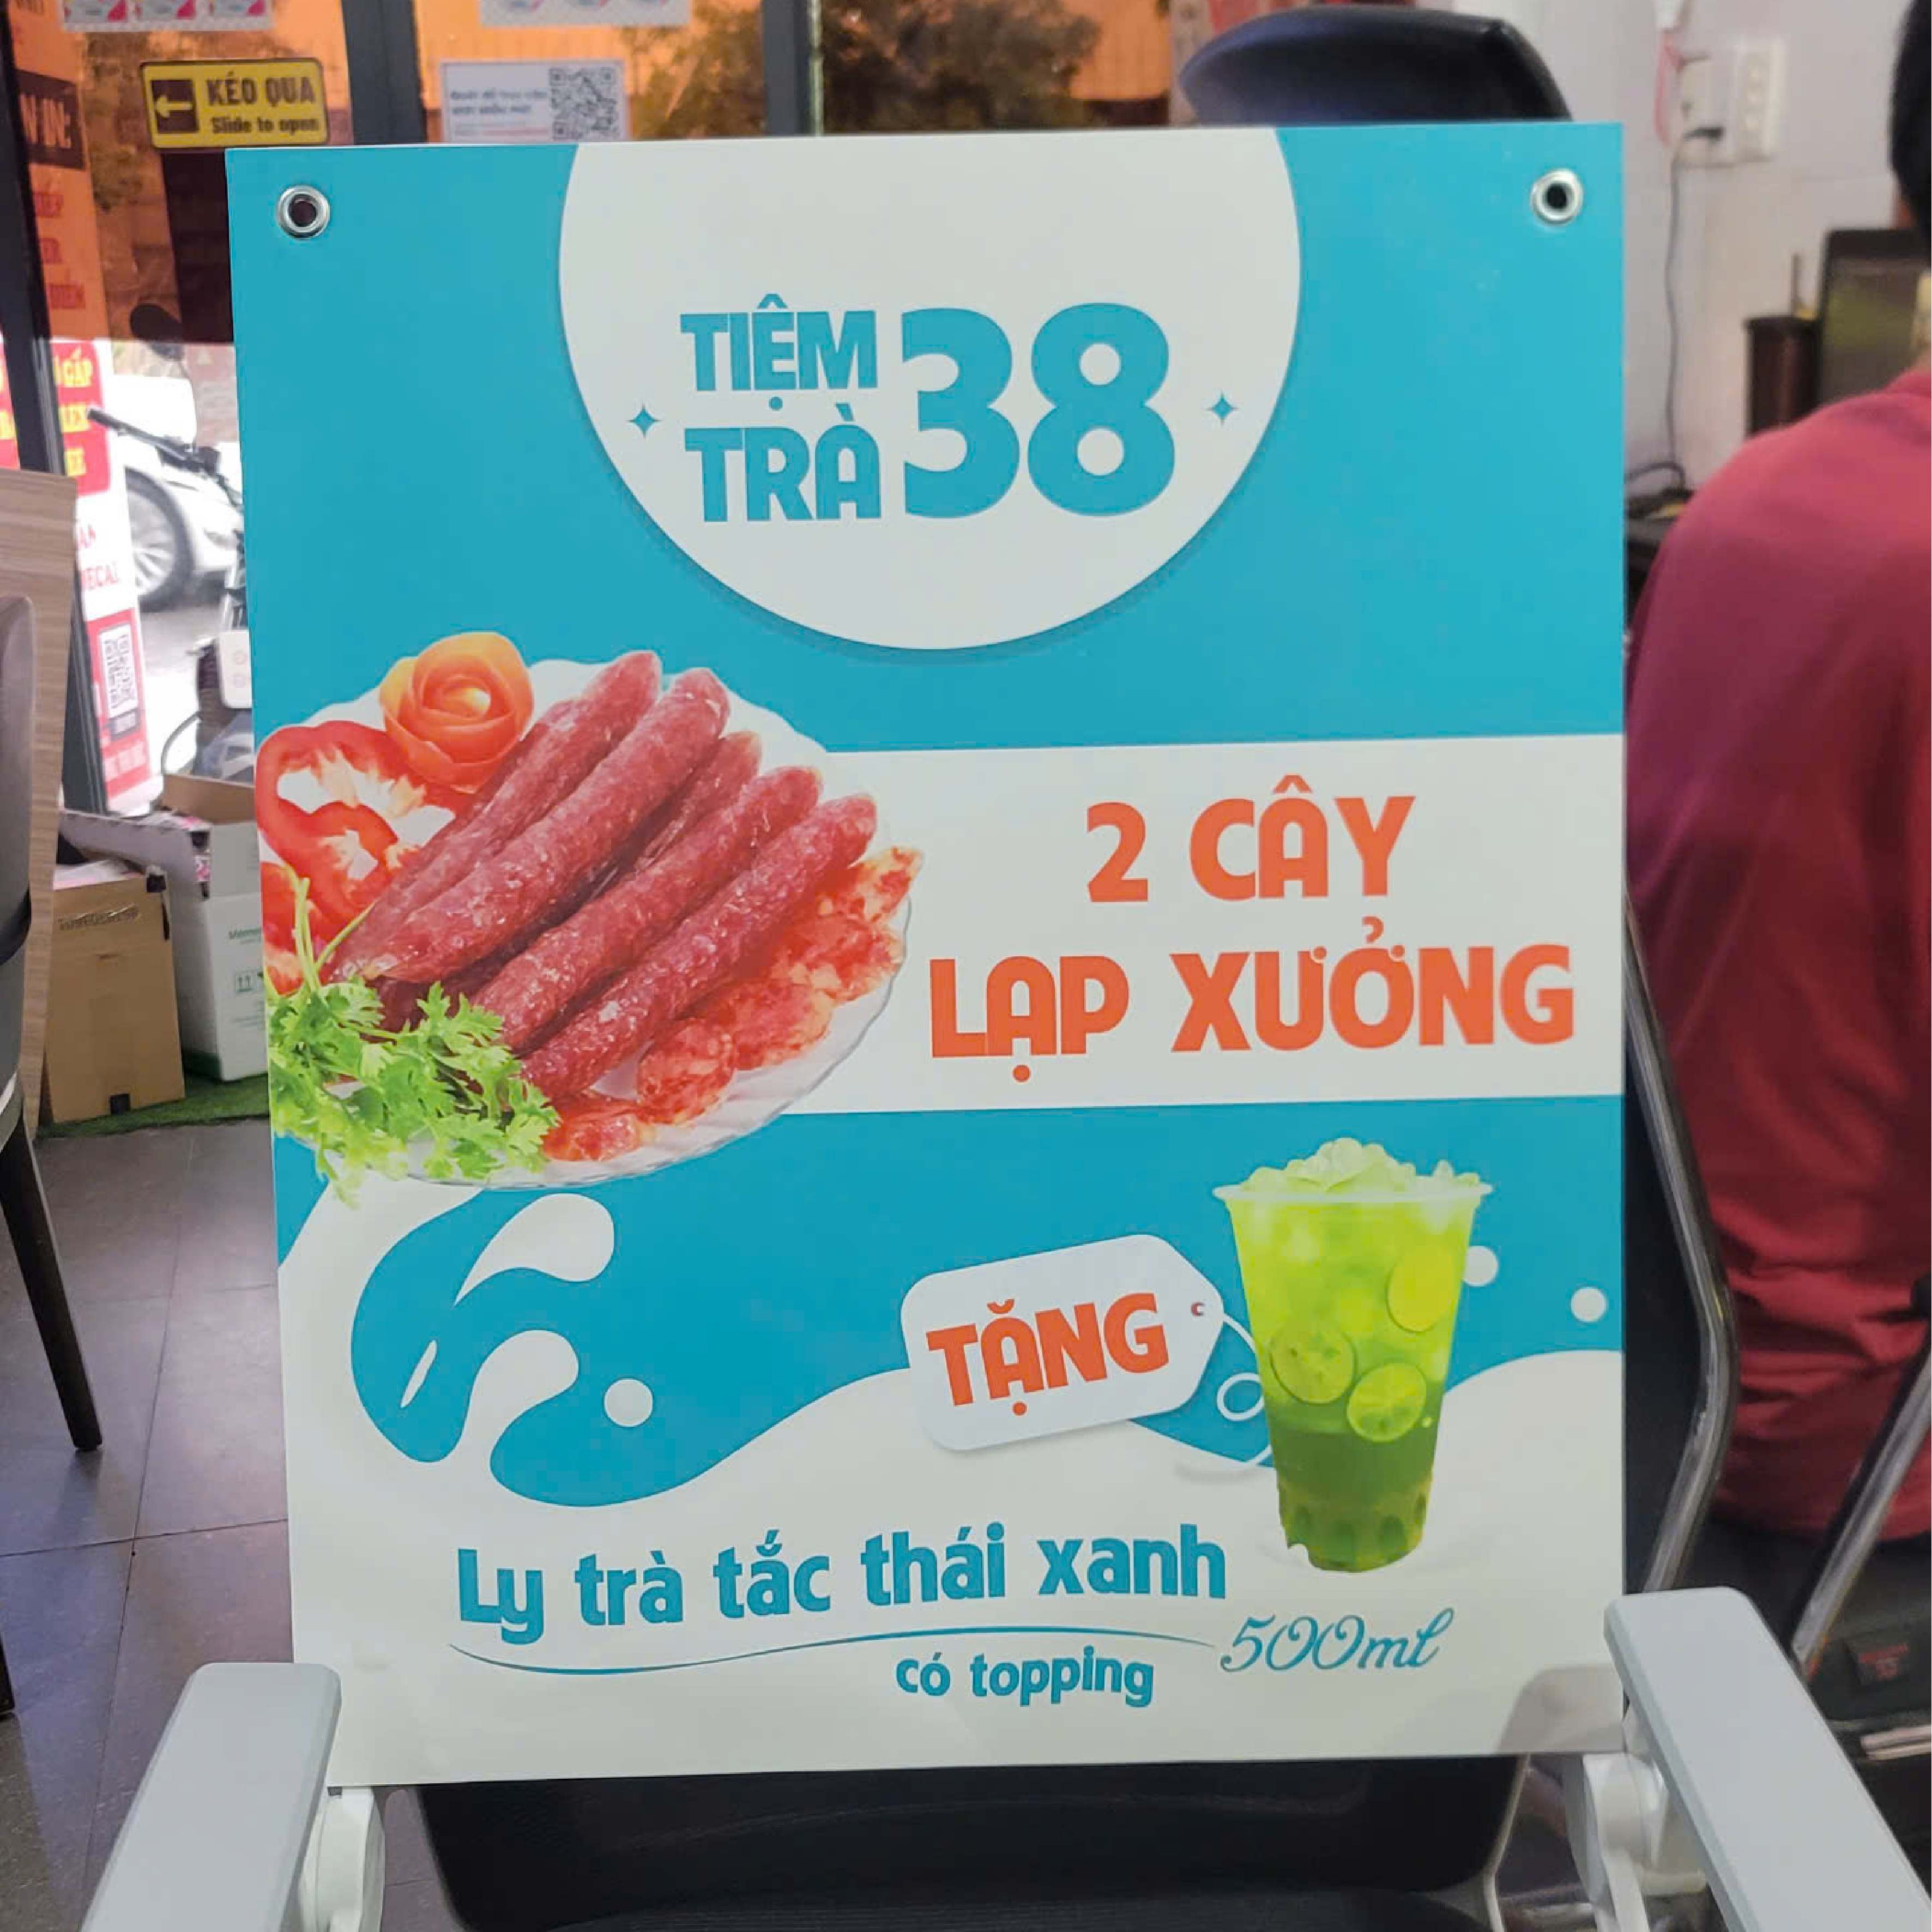 KÉO QUA
Slide to open
TIỆM
TRÀ
38
2 CÂY
LẠP XƯỞNG
TẶNG
Ly trà tắc thái xanh
500ml
có topping